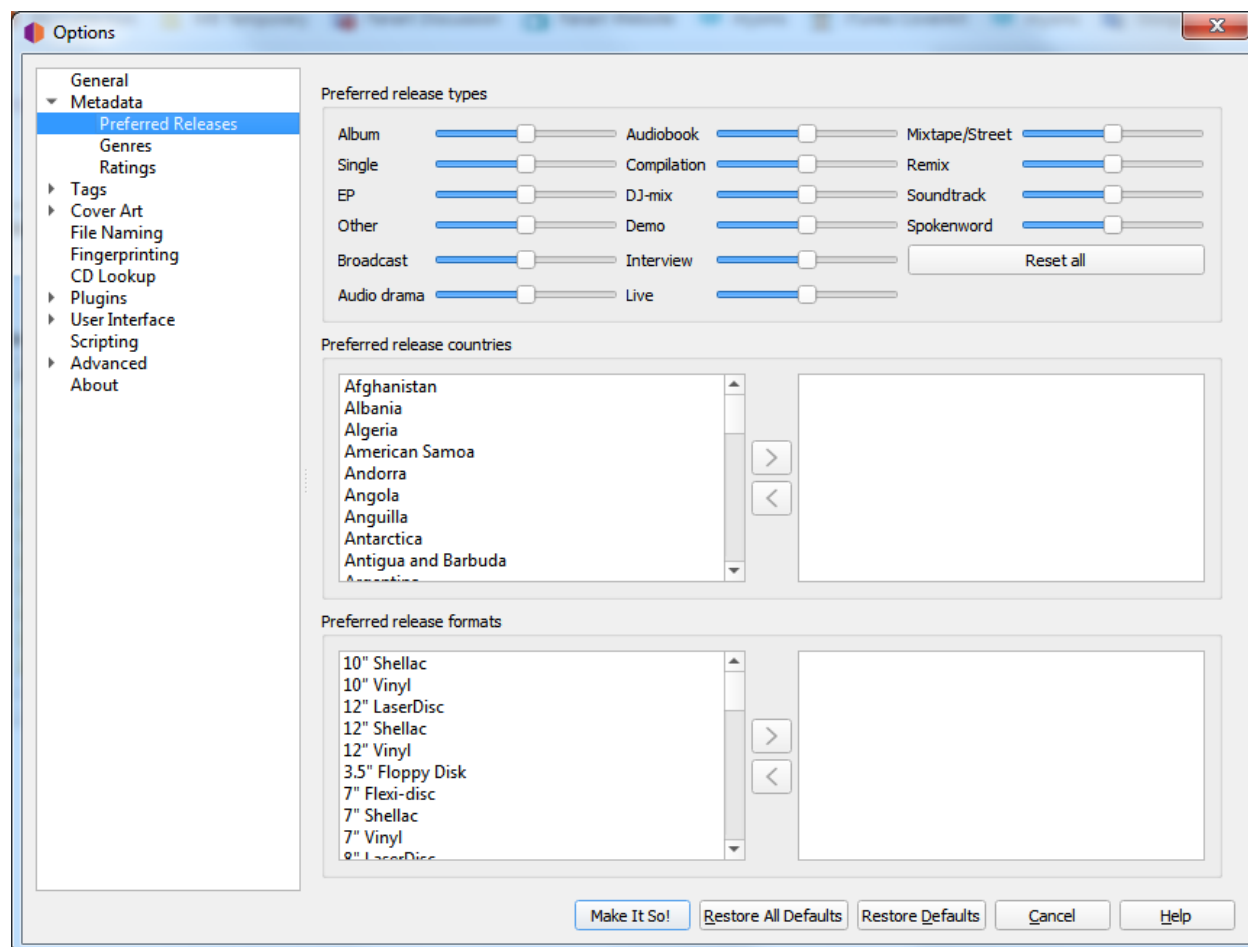 Options
General
Metadata
Preferred Releases
Genres
Ratings
Tags
Cover Art
File Naming
Fingerprinting
CD Lookup
Plugins
User Interface
Scripting
Advanced
About
Preferred release types
Album Audiobook Mixtape/Street
Single Compilation Remix
EP DJ-mix Soundtrack
Other Demo Spokenword
Broadcast Interview Reset all
Audio drama Live
Preferred release countries
Afghanistan
Albania
Algeria
American Samoa
Andorra
Angola
Anguilla
Antarctica
Antigua and Barbuda
Argentina
>
<
Preferred release formats
10" Shellac
10" Vinyl
12" LaserDisc
12" Shellac
12" Vinyl
3.5" Floppy Disk
7" Flexi-disc
7" Shellac
7" Vinyl
8" LaserDisc
>
<
Make It So! Restore All Defaults Restore Defaults Cancel Help